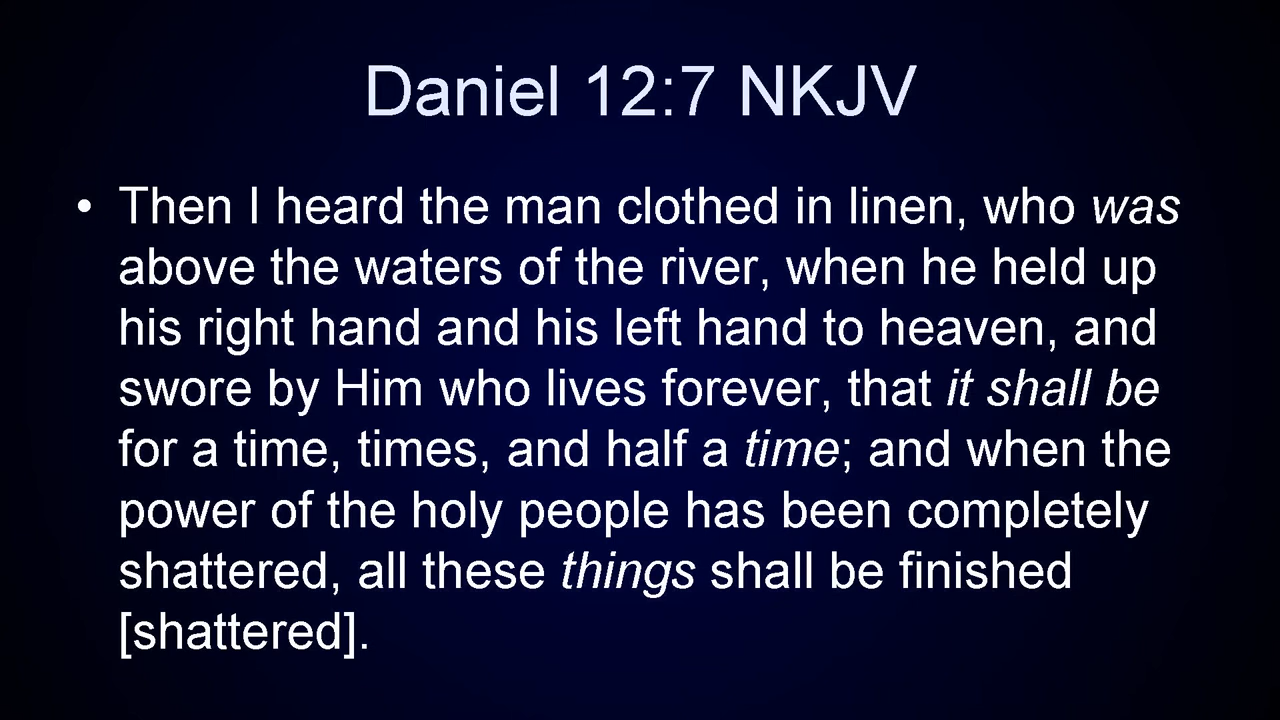 Daniel 12:7 NKJV
• Then I heard the man clothed in linen, who was
above the waters of the river, when he held up
his right hand and his left hand to heaven, and
swore by Him who lives forever, that it shall be
for a time, times, and half a time; and when the
power of the holy people has been completely
shattered, all these things shall be finished
[shattered].